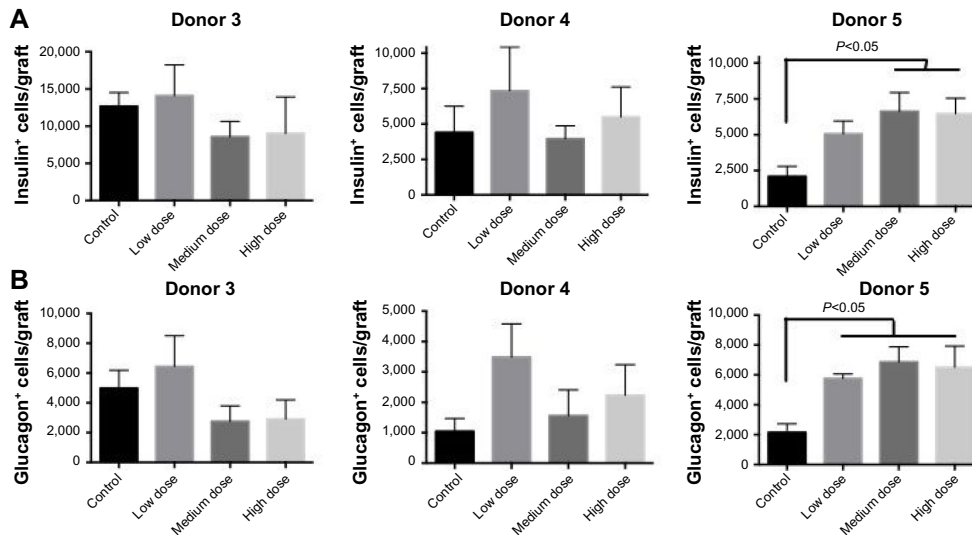 A
Donor 3
Donor 4
Donor 5
Insulin⁺ cells/graft
20,000
15,000
10,000
5,000
0
Control
Low dose
Medium dose
High dose
Insulin⁺ cells/graft
10,000
7,500
5,000
2,500
0
Control
Low dose
Medium dose
High dose
P<0.05
Insulin⁺ cells/graft
10,000
7,500
5,000
2,500
0
Control
Low dose
Medium dose
High dose
B
Donor 3
Donor 4
Donor 5
Glucagon⁺ cells/graft
10,000
8,000
6,000
4,000
2,000
0
Control
Low dose
Medium dose
High dose
Glucagon⁺ cells/graft
5,000
4,000
3,000
2,000
1,000
0
Control
Low dose
Medium dose
High dose
P<0.05
Glucagon⁺ cells/graft
10,000
8,000
6,000
4,000
2,000
0
Control
Low dose
Medium dose
High dose